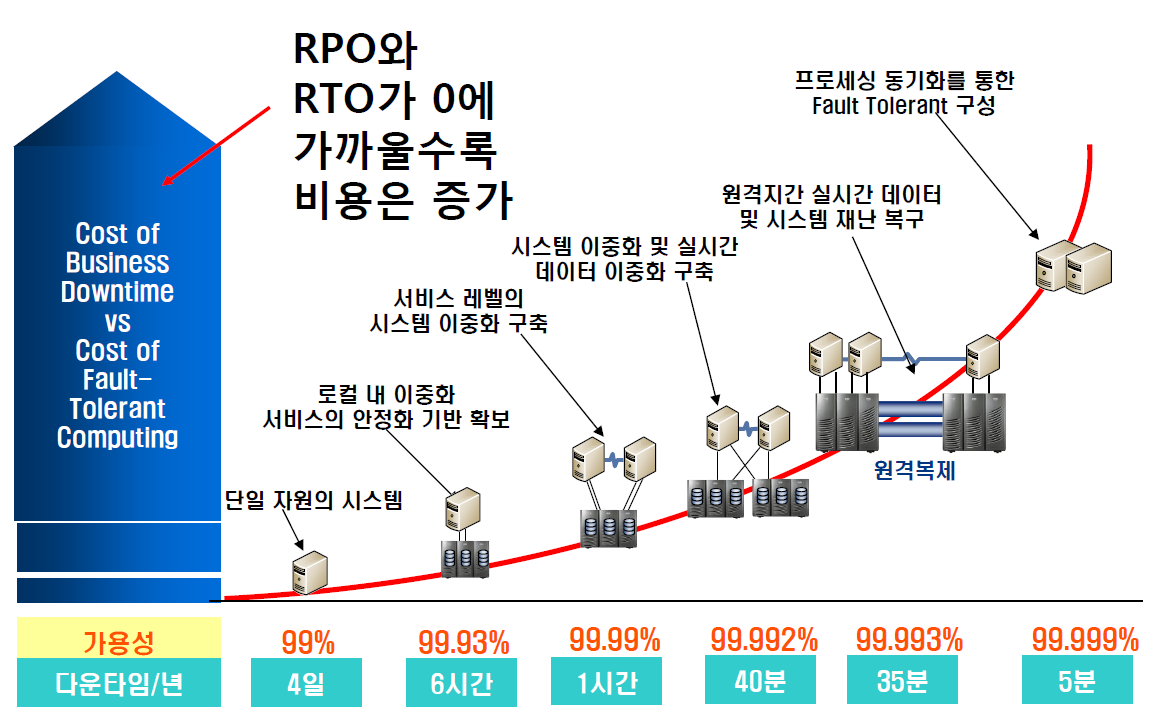 RPO와
RTO가 0에
가까울수록
비용은 증가
프로세싱 동기화를 통한
Fault Tolerant 구성
원격지간 실시간 데이터
및 시스템 재난 복구
시스템 이중화 및 실시간
데이터 이중화 구축
서비스 레벨의
시스템 이중화 구축
로컬 내 이중화
서비스의 안정화 기반 확보
단일 자원의 시스템
Cost of
Business
Downtime
vs
Cost of
Fault-
Tolerant
Computing
원격복제
가용성 99% 99.93% 99.99% 99.992% 99.993% 99.999%
다운타임/년 4일 6시간 1시간 40분 35분 5분